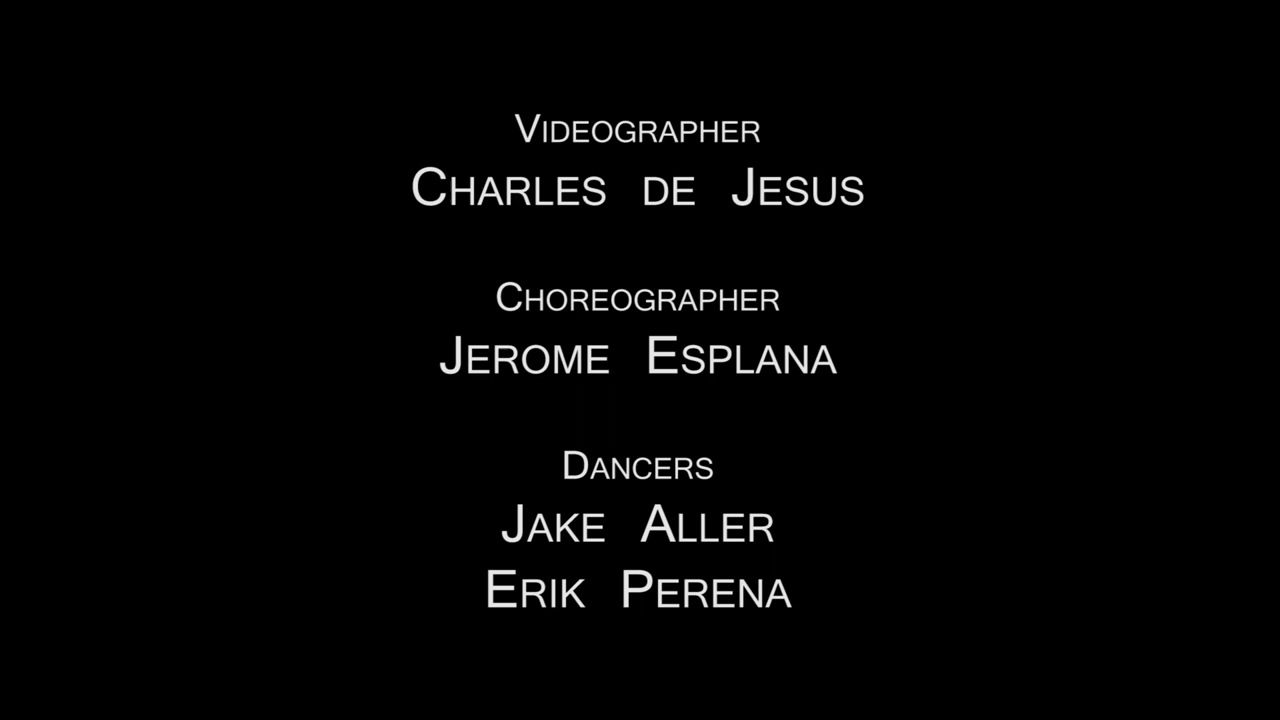 Videographer
Charles de Jesus
Choreographer
Jerome Esplana
Dancers
Jake Aller
Erik Perena